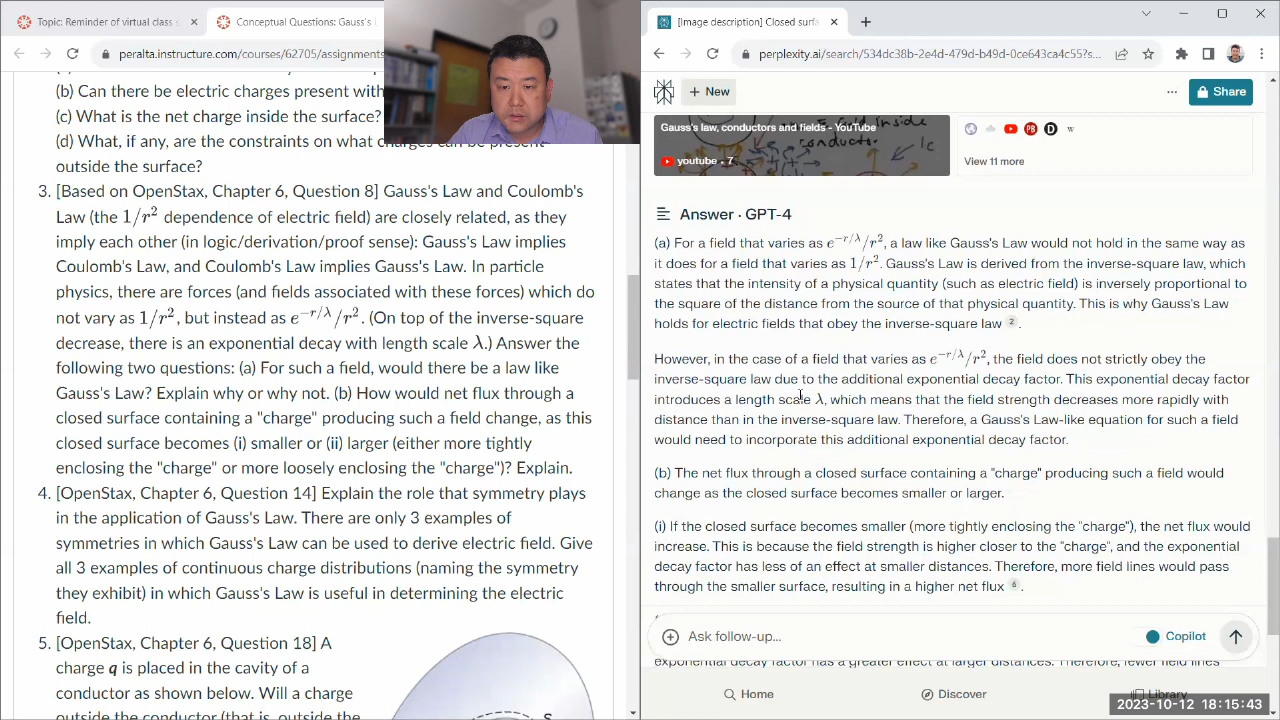 Topic: Reminder of virtual class s
Conceptual Questions: Gauss's L
peralta.instructure.com/courses/62705/assignments
(b) Can there be electric charges present with
(c) What is the net charge inside the surface?
(d) What, if any, are the constraints on what charges can be present
outside the surface?
3. [Based on OpenStax, Chapter 6, Question 8] Gauss's Law and Coulomb's
Law (the 1/r² dependence of electric field) are closely related, as they
imply each other (in logic/derivation/proof sense): Gauss's Law implies
Coulomb's Law, and Coulomb's Law implies Gauss's Law. In particle
physics, there are forces (and fields associated with these forces) which do
not vary as 1/r², but instead as e^{-r/λ}/r². (On top of the inverse-square
decrease, there is an exponential decay with length scale λ.) Answer the
following two questions: (a) For such a field, would there be a law like
Gauss's Law? Explain why or why not. (b) How would net flux through a
closed surface containing a "charge" producing such a field change, as this
closed surface becomes (i) smaller or (ii) larger (either more tightly
enclosing the "charge" or more loosely enclosing the "charge")? Explain.
4. [OpenStax, Chapter 6, Question 14] Explain the role that symmetry plays
in the application of Gauss's Law. There are only 3 examples of
symmetries in which Gauss's Law can be used to derive electric field. Give
all 3 examples of continuous charge distributions (naming the symmetry
they exhibit) in which Gauss's Law is useful in determining the electric
field.
5. [OpenStax, Chapter 6, Question 18] A
charge q is placed in the cavity of a
conductor as shown below. Will a charge
outside the conductor (that is, outside the
S
[Image description] Closed surfa
perplexity.ai/search/534dc38b-2e4d-479d-b49d-0ce643ca4c55...
New
Share
Gauss's law, conductors and fields - YouTube
youtube · 7
View 11 more
Answer · GPT-4
(a) For a field that varies as e^{-r/λ}/r², a law like Gauss's Law would not hold in the same way as
it does for a field that varies as 1/r². Gauss's Law is derived from the inverse-square law, which
states that the intensity of a physical quantity (such as electric field) is inversely proportional to
the square of the distance from the source of that physical quantity. This is why Gauss's Law
holds for electric fields that obey the inverse-square law 2.
However, in the case of a field that varies as e^{-r/λ}/r², the field does not strictly obey the
inverse-square law due to the additional exponential decay factor. This exponential decay factor
introduces a length scale λ, which means that the field strength decreases more rapidly with
distance than in the inverse-square law. Therefore, a Gauss's Law-like equation for such a field
would need to incorporate this additional exponential decay factor.
(b) The net flux through a closed surface containing a "charge" producing such a field would
change as the closed surface becomes smaller or larger.
(i) If the closed surface becomes smaller (more tightly enclosing the "charge"), the net flux would
increase. This is because the field strength is higher closer to the "charge", and the exponential
decay factor has less of an effect at smaller distances. Therefore, more field lines would pass
through the smaller surface, resulting in a higher net flux 6.
Ask follow-up...
Copilot
exponential decay factor has a greater effect at larger distances. Therefore, fewer field lines
Home
Discover
Library
2023-10-12 18:15:43